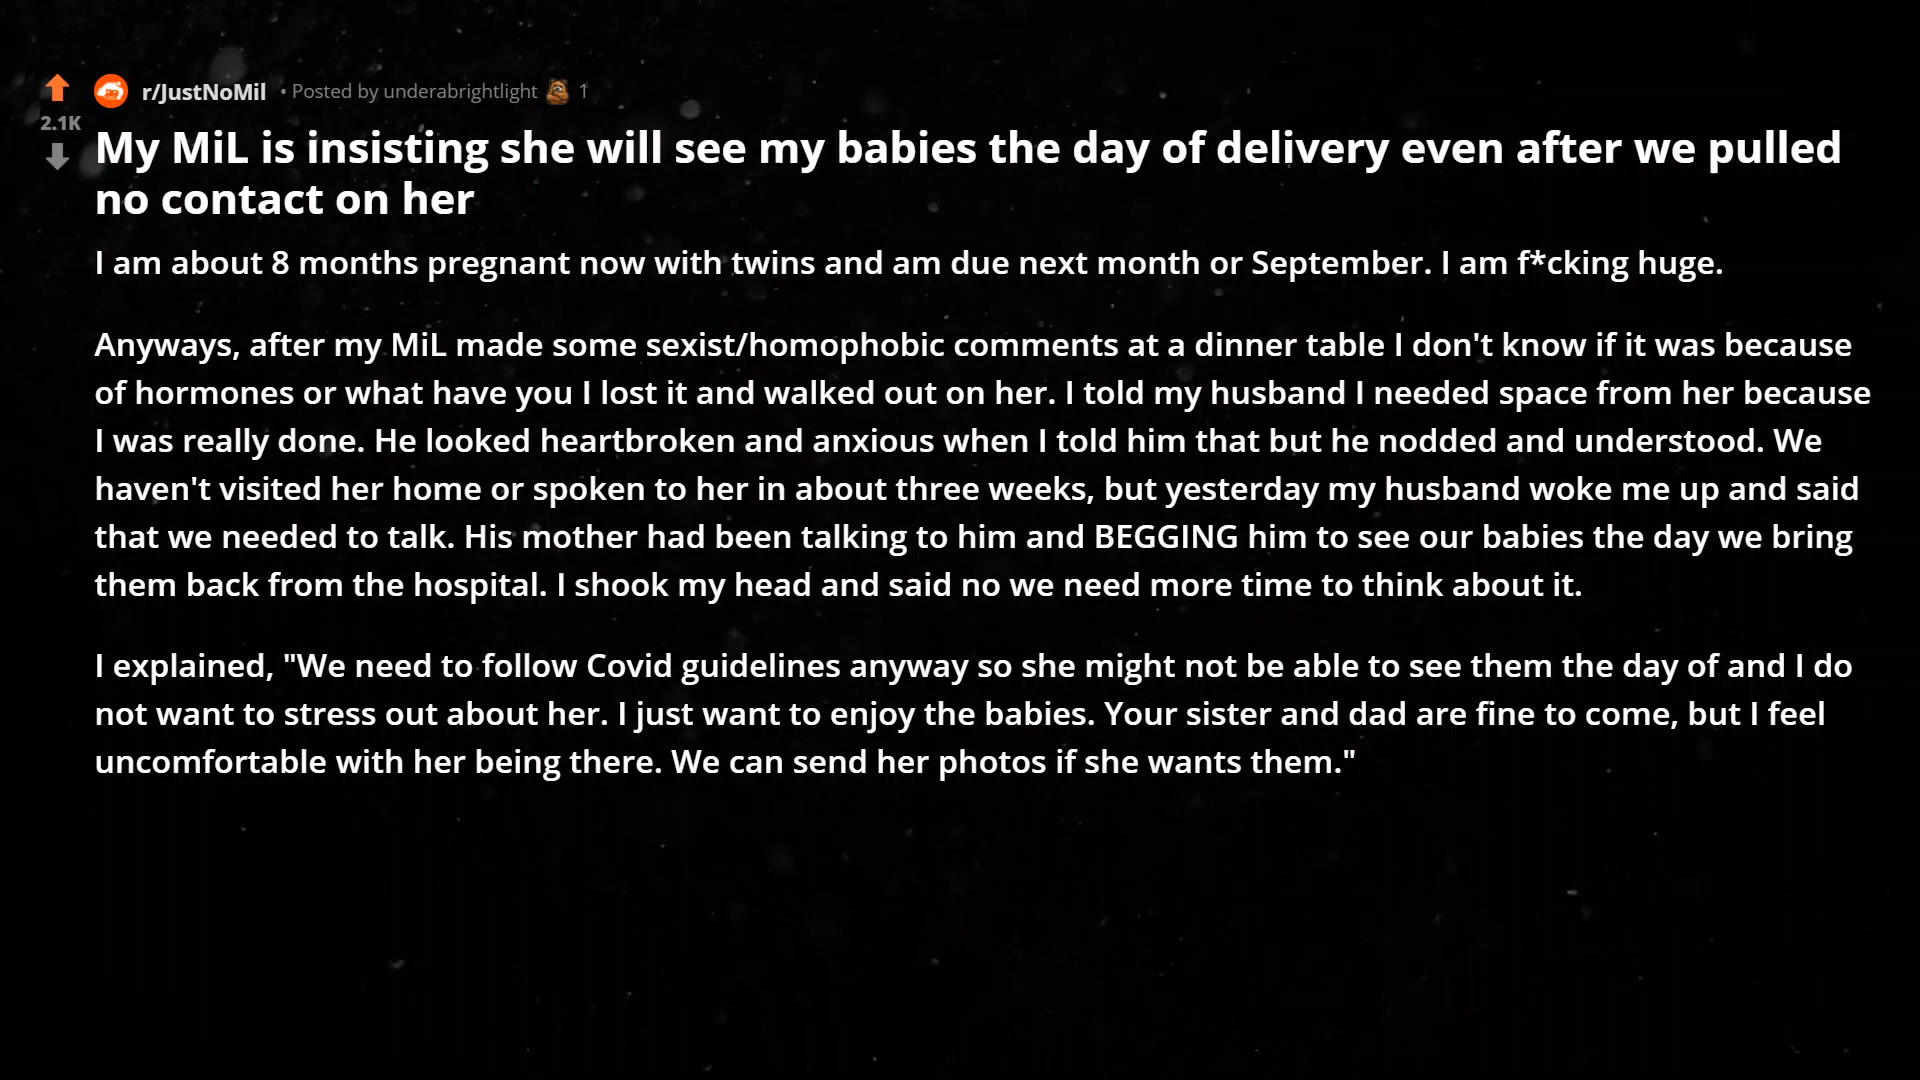 r/JustNoMil • Posted by underabrightlight 1
2.1K
My MiL is insisting she will see my babies the day of delivery even after we pulled
no contact on her
I am about 8 months pregnant now with twins and am due next month or September. I am f*cking huge.
Anyways, after my MiL made some sexist/homophobic comments at a dinner table I don't know if it was because
of hormones or what have you I lost it and walked out on her. I told my husband I needed space from her because
I was really done. He looked heartbroken and anxious when I told him that but he nodded and understood. We
haven't visited her home or spoken to her in about three weeks, but yesterday my husband woke me up and said
that we needed to talk. His mother had been talking to him and BEGGING him to see our babies the day we bring
them back from the hospital. I shook my head and said no we need more time to think about it.
I explained, "We need to follow Covid guidelines anyway so she might not be able to see them the day of and I do
not want to stress out about her. I just want to enjoy the babies. Your sister and dad are fine to come, but I feel
uncomfortable with her being there. We can send her photos if she wants them."